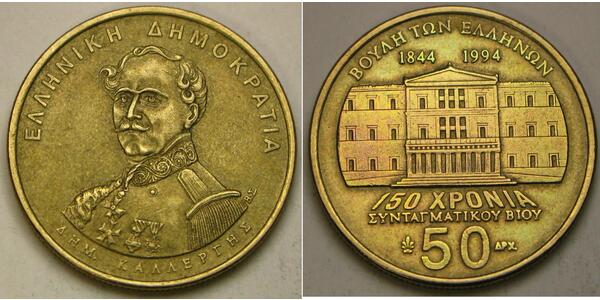 ΕΛΛΗΝΙΚΗ ΔΗΜΟΚΡΑΤΙΑ
ΔΗΜ. ΚΑΛΛΕΡΓΗΣ
ΒΟΥΛΗ ΤΩΝ ΕΛΛΗΝΩΝ
1844 1994
150 ΧΡΟΝΙΑ
ΣΥΝΤΑΓΜΑΤΙΚΟΥ ΒΙΟΥ
50 ΔΡΧ.